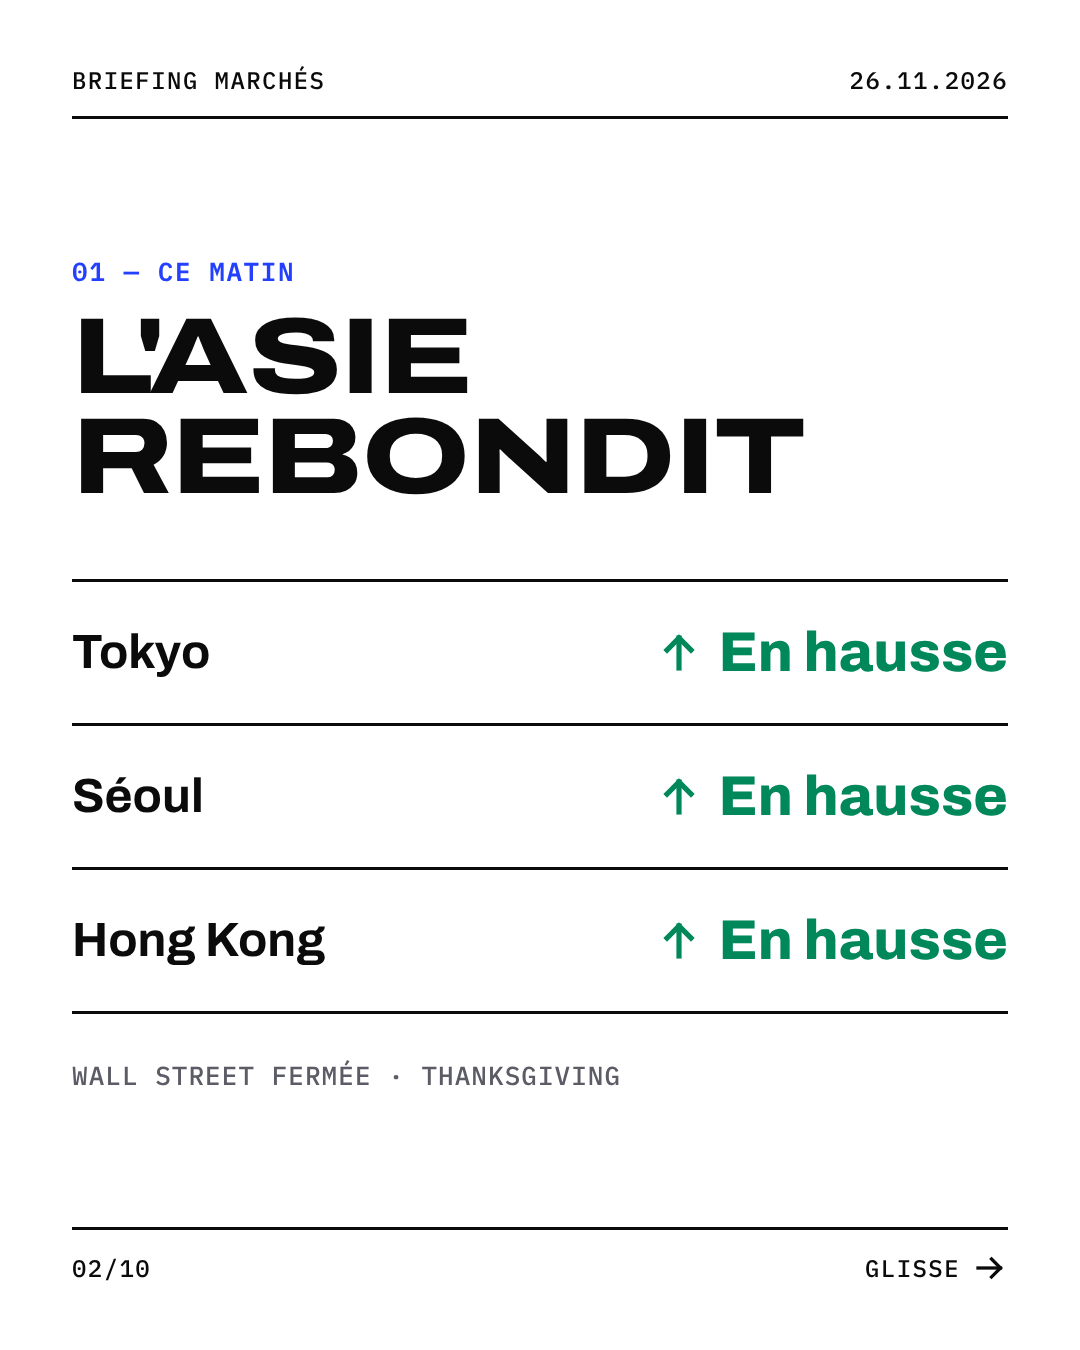 BRIEFING MARCHÉS 26.11.2026
01 — CE MATIN
L'ASIE
REBONDIT
Tokyo ↑ En hausse
Séoul ↑ En hausse
Hong Kong ↑ En hausse
WALL STREET FERMÉE · THANKSGIVING
02/10 GLISSE →